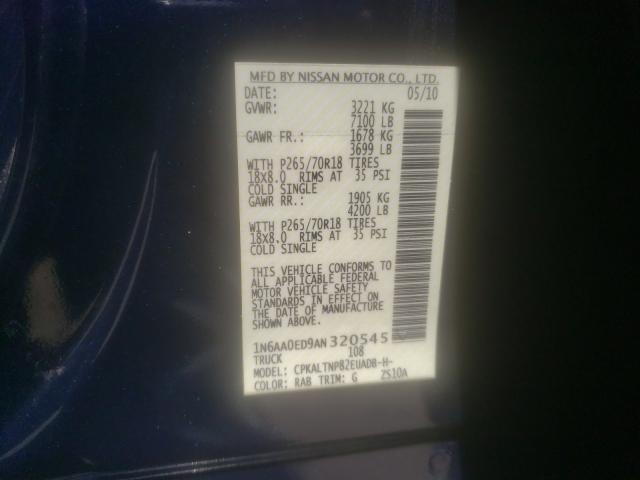 MFD BY NISSAN MOTOR CO., LTD.
DATE: 05/10
GVWR: 3221 KG
7100 LB
GAWR FR.: 1678 KG
3699 LB
WITH P265/70R18 TIRES
18X8.0 RIMS AT 35 PSI
COLD SINGLE
GAWR RR.: 1905 KG
4200 LB
WITH P265/70R18 TIRES
18X8.0 RIMS AT 35 PSI
COLD SINGLE
THIS VEHICLE CONFORMS TO
ALL APPLICABLE FEDERAL
MOTOR VEHICLE SAFETY
STANDARDS IN EFFECT ON
THE DATE OF MANUFACTURE
SHOWN ABOVE.
1N6AA0ED9AN320545
TRUCK 108
MODEL: CPKALTNP82EUADB-H-
COLOR: RAB TRIM: G ZS10A